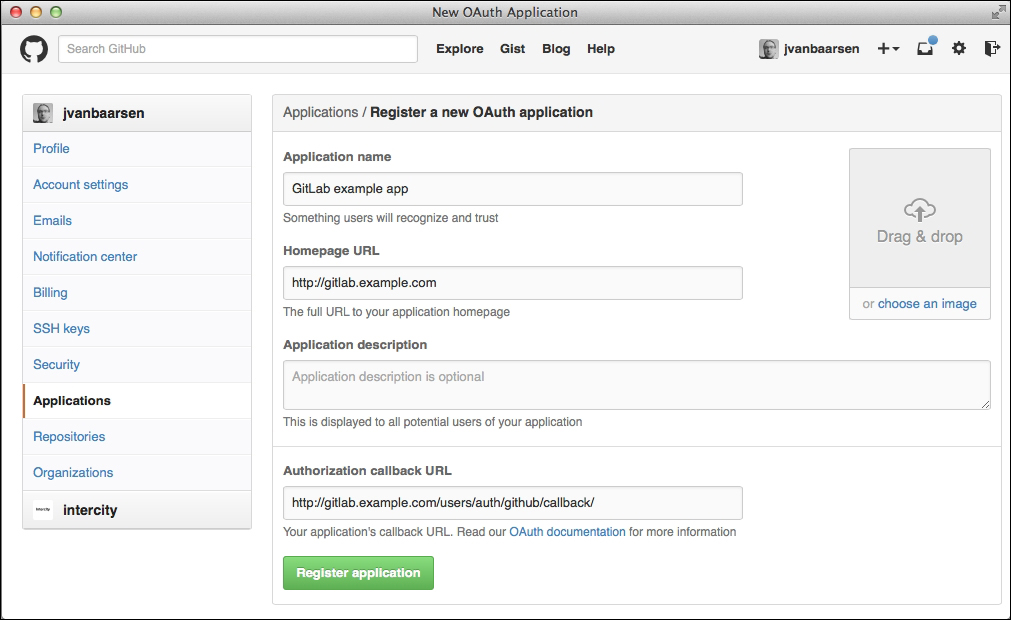 New OAuth Application
Search GitHub
Explore Gist Blog Help
jvanbaarsen
jvanbaarsen
Profile
Account settings
Emails
Notification center
Billing
SSH keys
Security
Applications
Repositories
Organizations
intercity
intercity
Applications / Register a new OAuth application
Application name
GitLab example app
Something users will recognize and trust
Homepage URL
http://gitlab.example.com
The full URL to your application homepage
Drag & drop
or choose an image
Application description
Application description is optional
This is displayed to all potential users of your application
Authorization callback URL
http://gitlab.example.com/users/auth/github/callback/
Your application's callback URL. Read our OAuth documentation for more information
Register application